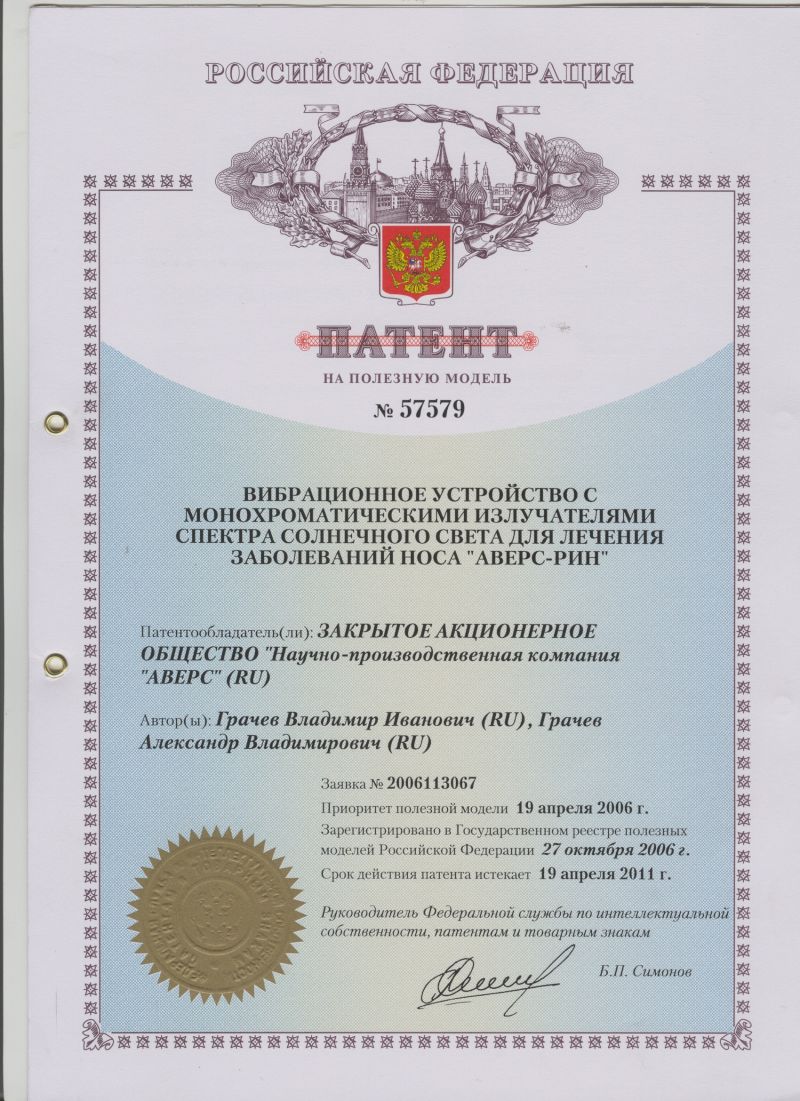 РОССИЙСКАЯ ФЕДЕРАЦИЯ
ПАТЕНТ
НА ПОЛЕЗНУЮ МОДЕЛЬ
№ 57579
ВИБРАЦИОННОЕ УСТРОЙСТВО С
МОНОХРОМАТИЧЕСКИМИ ИЗЛУЧАТЕЛЯМИ
СПЕКТРА СОЛНЕЧНОГО СВЕТА ДЛЯ ЛЕЧЕНИЯ
ЗАБОЛЕВАНИЙ НОСА "АВЕРС-РИН"
Патентообладатель(ли): ЗАКРЫТОЕ АКЦИОНЕРНОЕ
ОБЩЕСТВО "Научно-производственная компания
"АВЕРС" (RU)
Автор(ы): Грачев Владимир Иванович (RU), Грачев
Александр Владимирович (RU)
Заявка № 2006113067
Приоритет полезной модели 19 апреля 2006 г.
Зарегистрировано в Государственном реестре полезных
моделей Российской Федерации 27 октября 2006 г.
Срок действия патента истекает 19 апреля 2011 г.
Руководитель Федеральной службы по интеллектуальной
собственности, патентам и товарным знакам
Б.П. Симонов